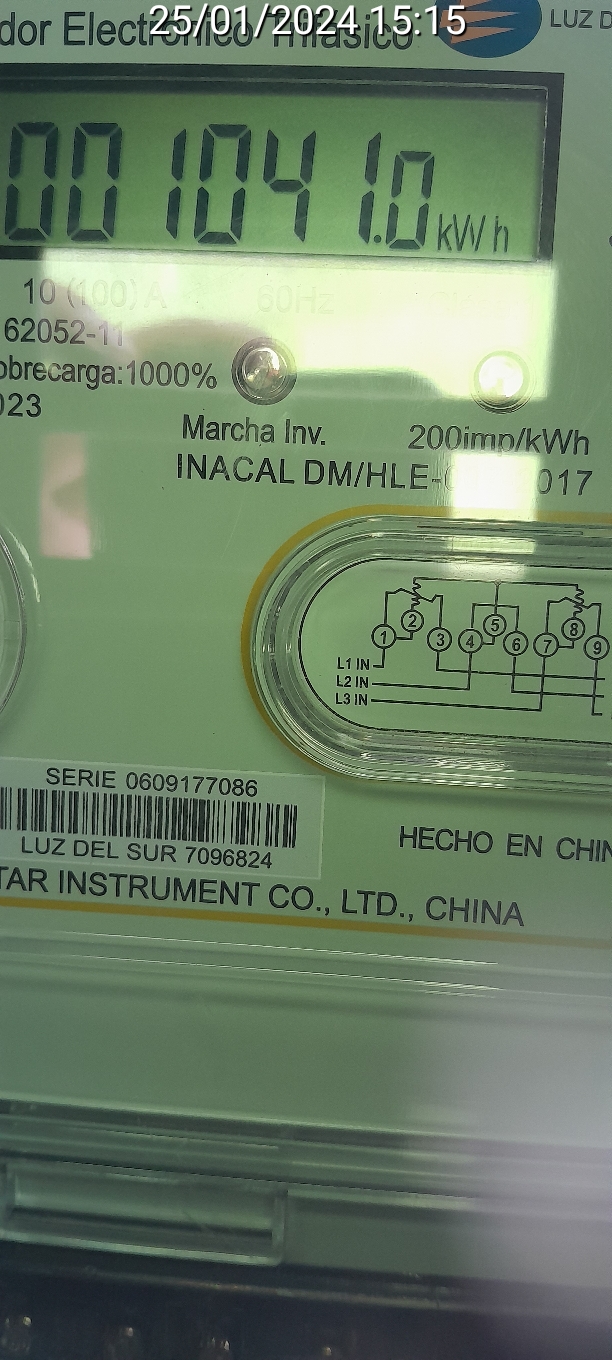 25/01/2024 15:15
dor Electrónico Trifásico
LUZ D
001041.0 kWh
10 (100) A 60Hz
62052-11
obrecarga:1000%
023
Marcha Inv.
200imp/kWh
INACAL DM/HLE- 017
1 2 3 4 5 6 7 8 9
L1 IN
L2 IN
L3 IN
SERIE 0609177086
LUZ DEL SUR 7096824
HECHO EN CHIN
TAR INSTRUMENT CO., LTD., CHINA